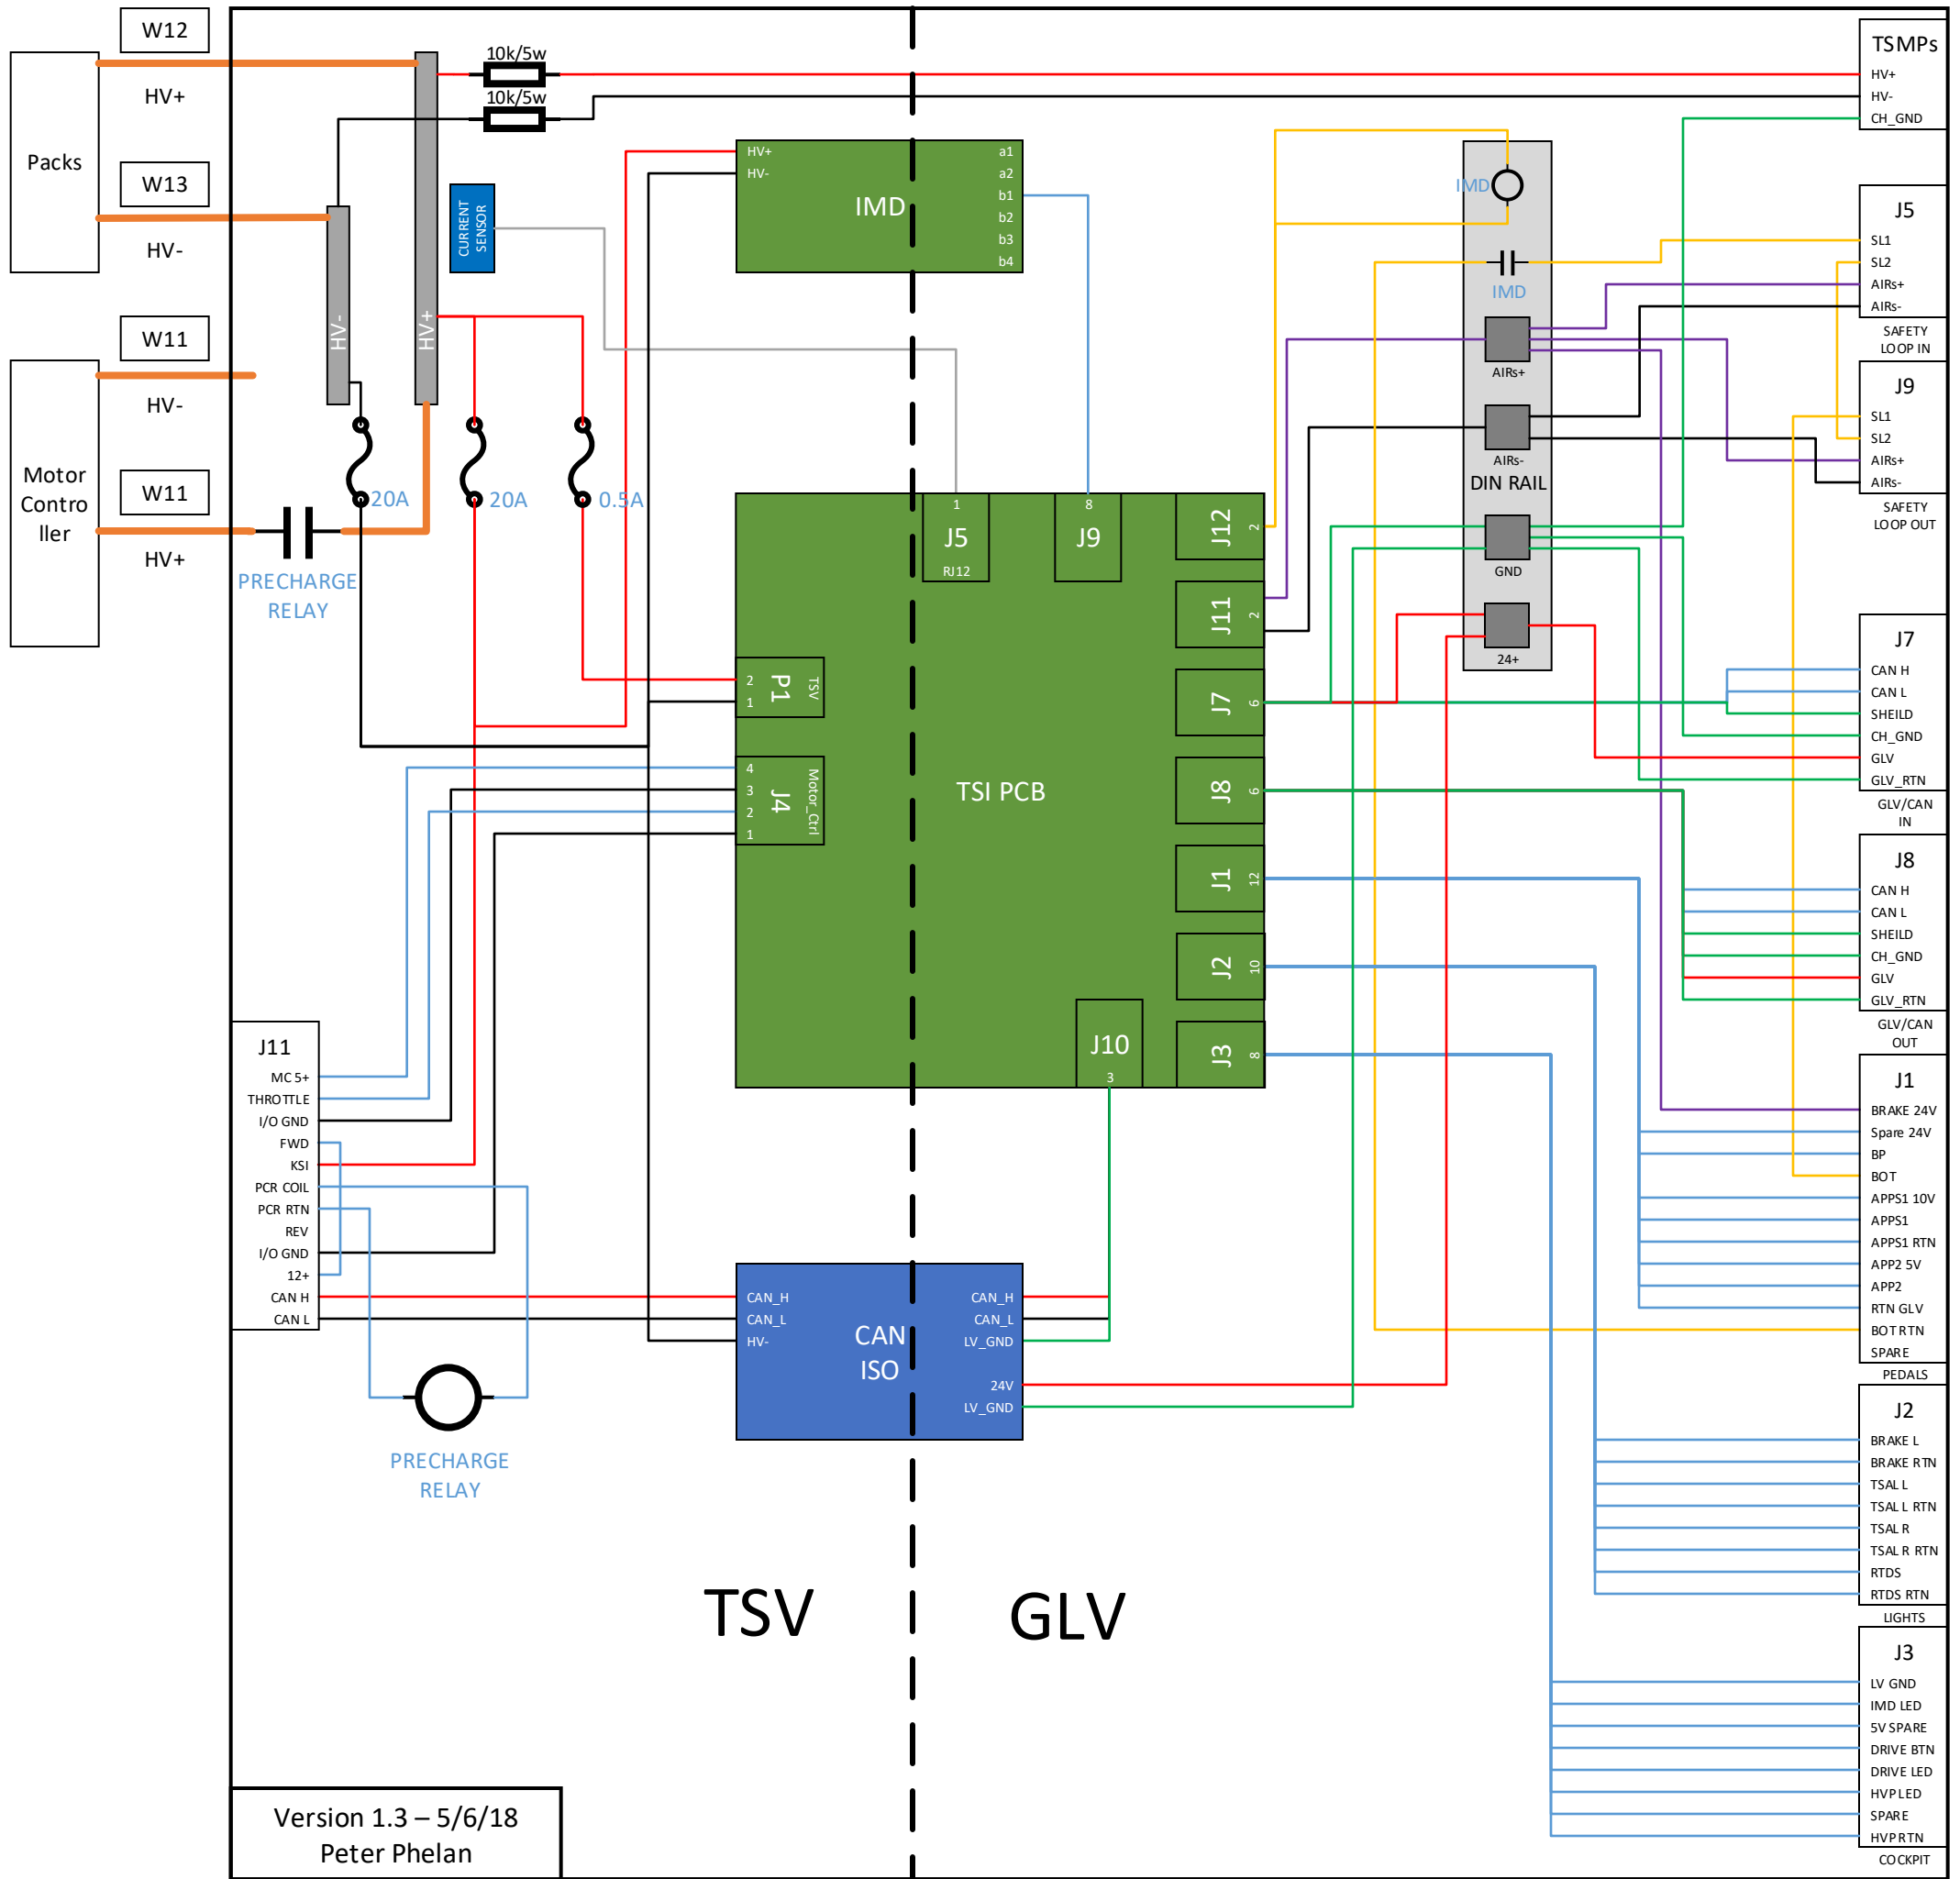 W12
HV+
Packs
W13
HV-
W11
HV-
Motor
Contro
ller
W11
HV+
PRECHARGE
RELAY
10k/5w
10k/5w
CURRENT
SENSOR
HV-
HV+
20A
20A
0.5A
HV+
HV-
IMD
a1
a2
b1
b2
b3
b4
1
J5
RJ12
8
J9
J12
2
J11
2
P1
TSV
2
1
J7
6
4
3
2
1
J4
Motor_Ctrl
TSI PCB
J8
6
J1
12
J2
10
J10
3
J3
8
J11
MC 5+
THROTTLE
I/O GND
FWD
KSI
PCR COIL
PCR RTN
REV
I/O GND
12+
CAN H
CAN L
PRECHARGE
RELAY
CAN_H
CAN_L
HV-
CAN
ISO
CAN_H
CAN_L
LV_GND
24V
LV_GND
TSV
GLV
IMD
IMD
AIRs+
AIRs-
DIN RAIL
GND
24+
TSMPs
HV+
HV-
CH_GND
J5
SL1
SL2
AIRs+
AIRs-
SAFETY
LOOP IN
J9
SL1
SL2
AIRs+
AIRs-
SAFETY
LOOP OUT
J7
CAN H
CAN L
SHEILD
CH_GND
GLV
GLV_RTN
GLV/CAN
IN
J8
CAN H
CAN L
SHEILD
CH_GND
GLV
GLV_RTN
GLV/CAN
OUT
J1
BRAKE 24V
Spare 24V
BP
BOT
APPS1 10V
APPS1
APPS1 RTN
APP2 5V
APP2
RTN GLV
BOT RTN
SPARE
PEDALS
J2
BRAKE L
BRAKE RTN
TSAL L
TSAL L RTN
TSAL R
TSAL R RTN
RTDS
RTDS RTN
LIGHTS
J3
LV GND
IMD LED
5V SPARE
DRIVE BTN
DRIVE LED
HVP LED
SPARE
HVP RTN
COCKPIT
Version 1.3 – 5/6/18
Peter Phelan